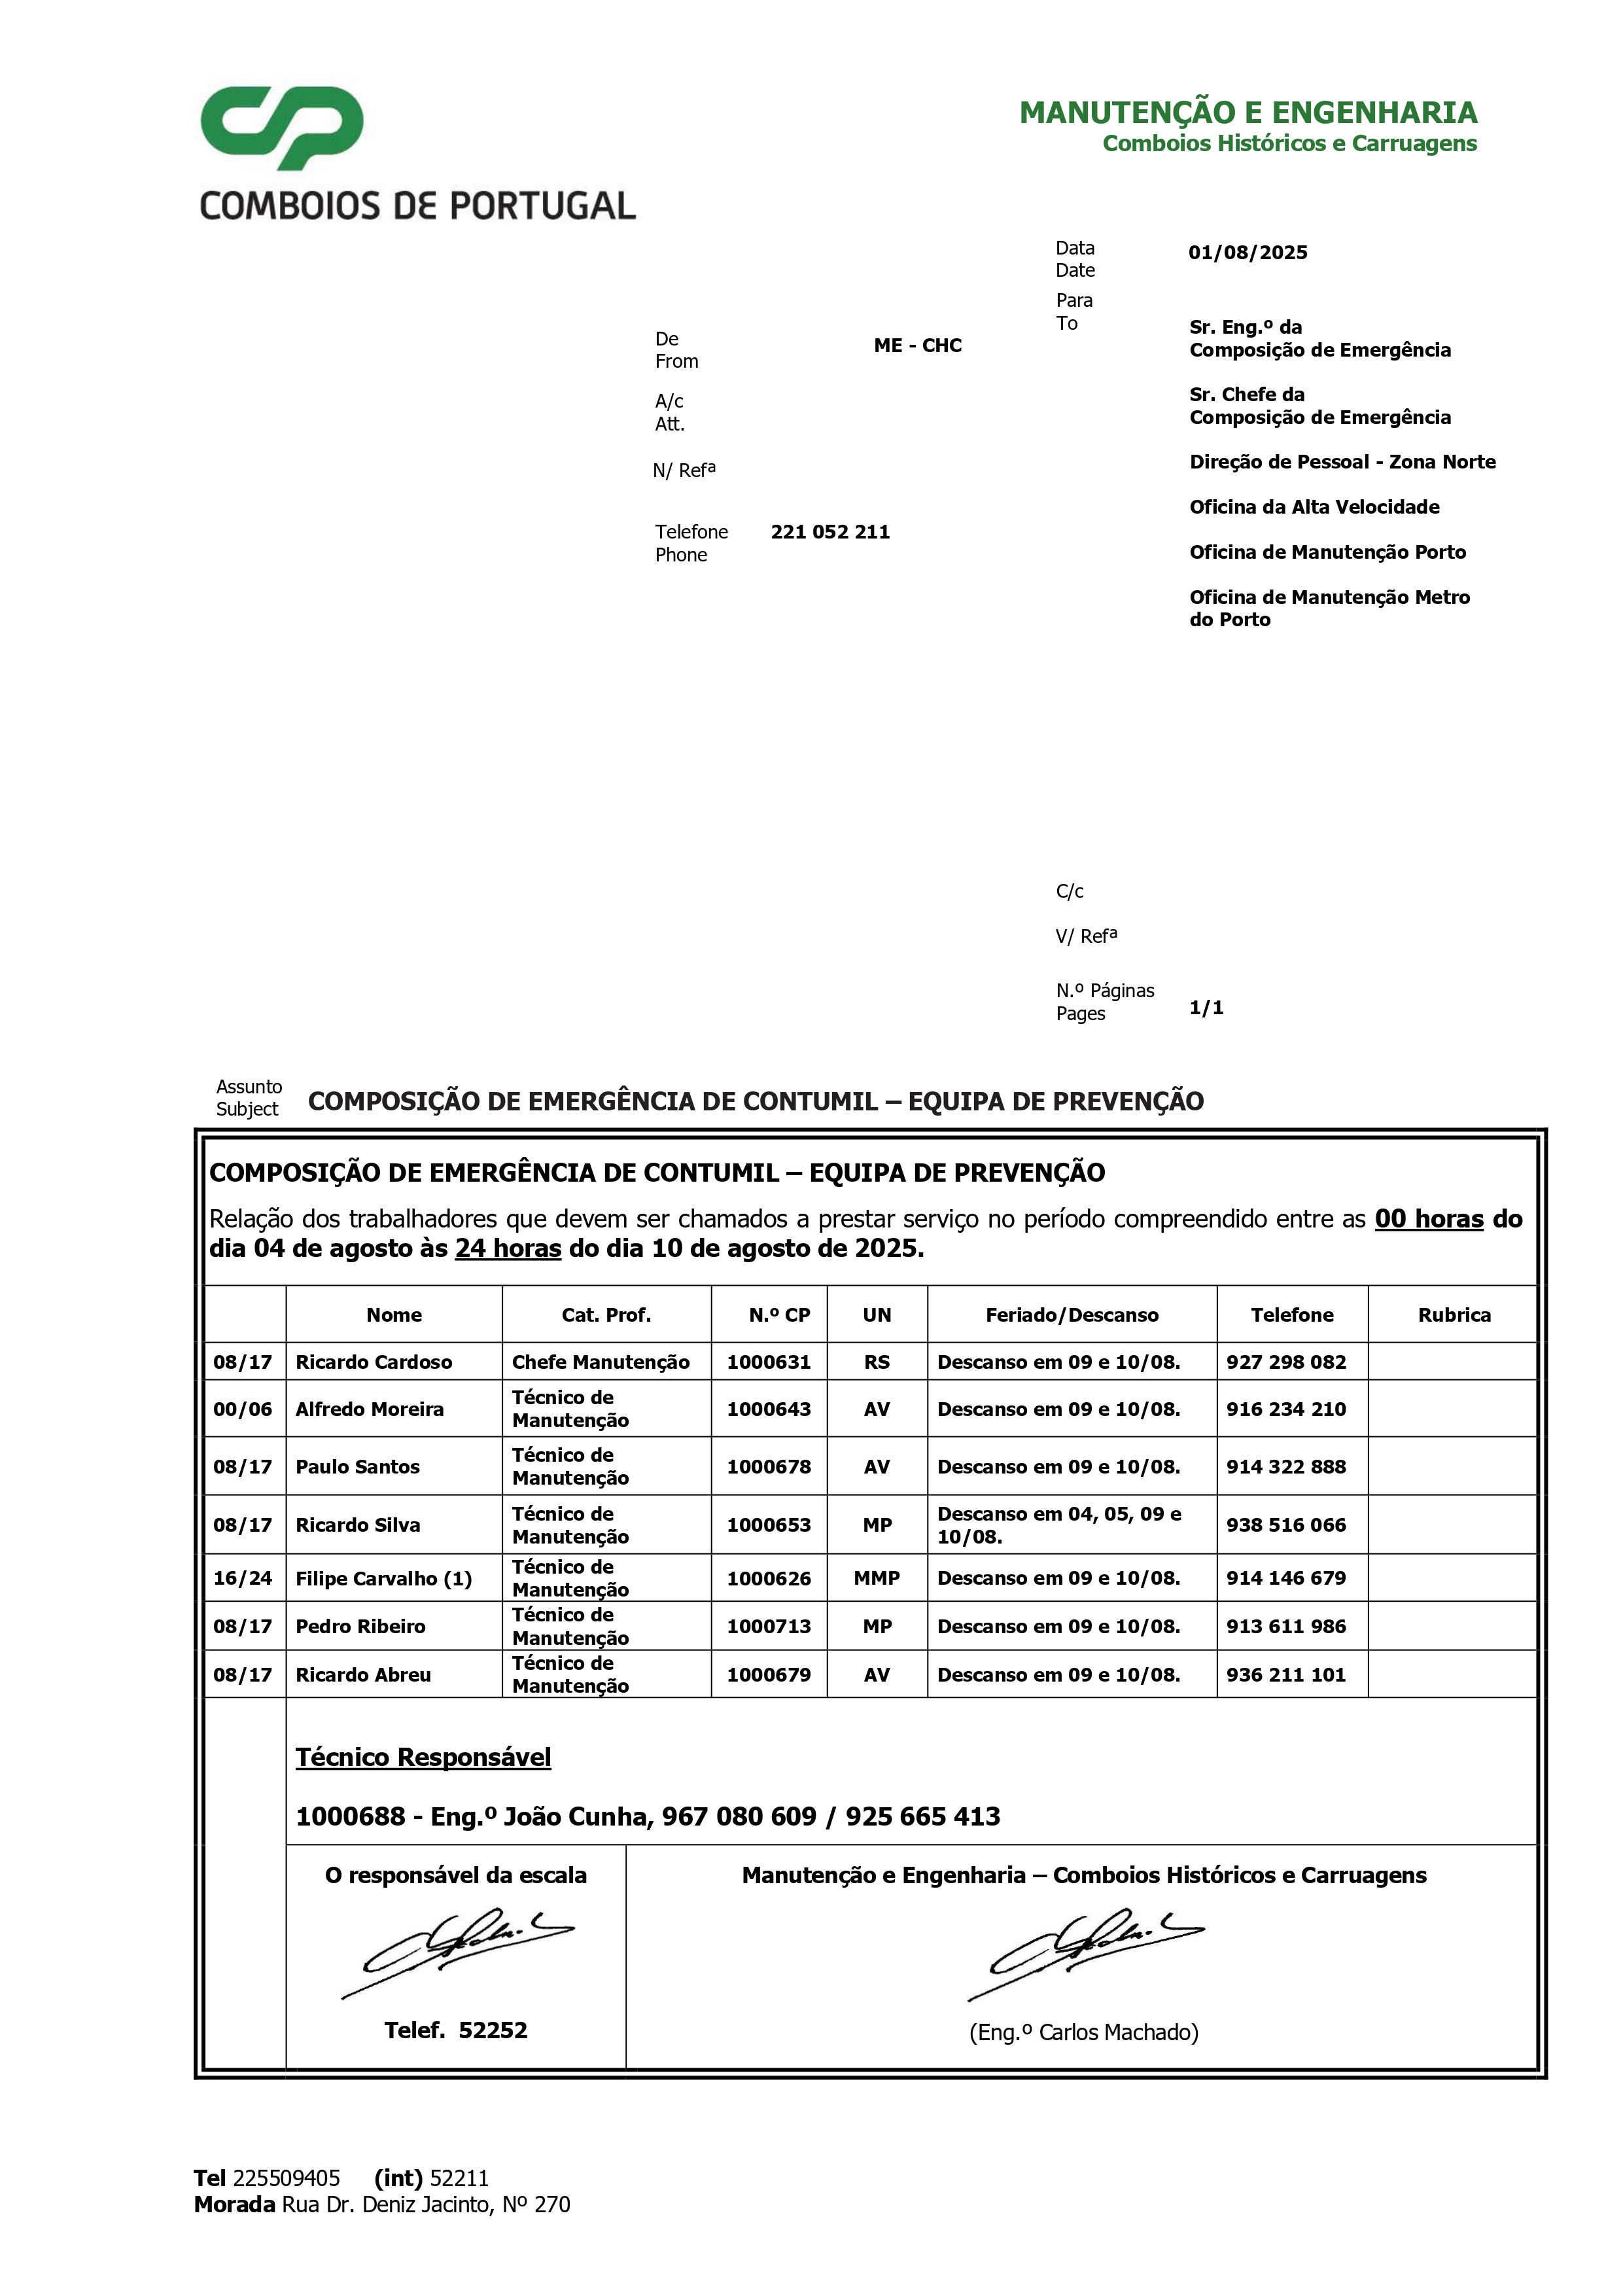 CP
COMBOIOS DE PORTUGAL
MANUTENÇÃO E ENGENHARIA
Comboios Históricos e Carruagens
Data
Date
01/08/2025
De
From
ME - CHC
A/c
Att.
N/ Refª
Telefone
Phone
221 052 211
Para
To
Sr. Eng.º da
Composição de Emergência
Sr. Chefe da
Composição de Emergência
Direção de Pessoal - Zona Norte
Oficina da Alta Velocidade
Oficina de Manutenção Porto
Oficina de Manutenção Metro
do Porto
C/c
V/ Refª
N.º Páginas
Pages
1/1
Assunto
Subject
COMPOSIÇÃO DE EMERGÊNCIA DE CONTUMIL – EQUIPA DE PREVENÇÃO
COMPOSIÇÃO DE EMERGÊNCIA DE CONTUMIL – EQUIPA DE PREVENÇÃO
Relação dos trabalhadores que devem ser chamados a prestar serviço no período compreendido entre as 00 horas do
dia 04 de agosto às 24 horas do dia 10 de agosto de 2025.
Nome Cat. Prof. N.º CP UN Feriado/Descanso Telefone Rubrica
08/17 Ricardo Cardoso Chefe Manutenção 1000631 RS Descanso em 09 e 10/08. 927 298 082
00/06 Alfredo Moreira Técnico de Manutenção 1000643 AV Descanso em 09 e 10/08. 916 234 210
08/17 Paulo Santos Técnico de Manutenção 1000678 AV Descanso em 09 e 10/08. 914 322 888
08/17 Ricardo Silva Técnico de Manutenção 1000653 MP Descanso em 04, 05, 09 e 10/08. 938 516 066
16/24 Filipe Carvalho (1) Técnico de Manutenção 1000626 MMP Descanso em 09 e 10/08. 914 146 679
08/17 Pedro Ribeiro Técnico de Manutenção 1000713 MP Descanso em 09 e 10/08. 913 611 986
08/17 Ricardo Abreu Técnico de Manutenção 1000679 AV Descanso em 09 e 10/08. 936 211 101
Técnico Responsável
1000688 - Eng.º João Cunha, 967 080 609 / 925 665 413
O responsável da escala
Telef. 52252
Manutenção e Engenharia – Comboios Históricos e Carruagens
(Eng.º Carlos Machado)
Tel 225509405 (int) 52211
Morada Rua Dr. Deniz Jacinto, Nº 270